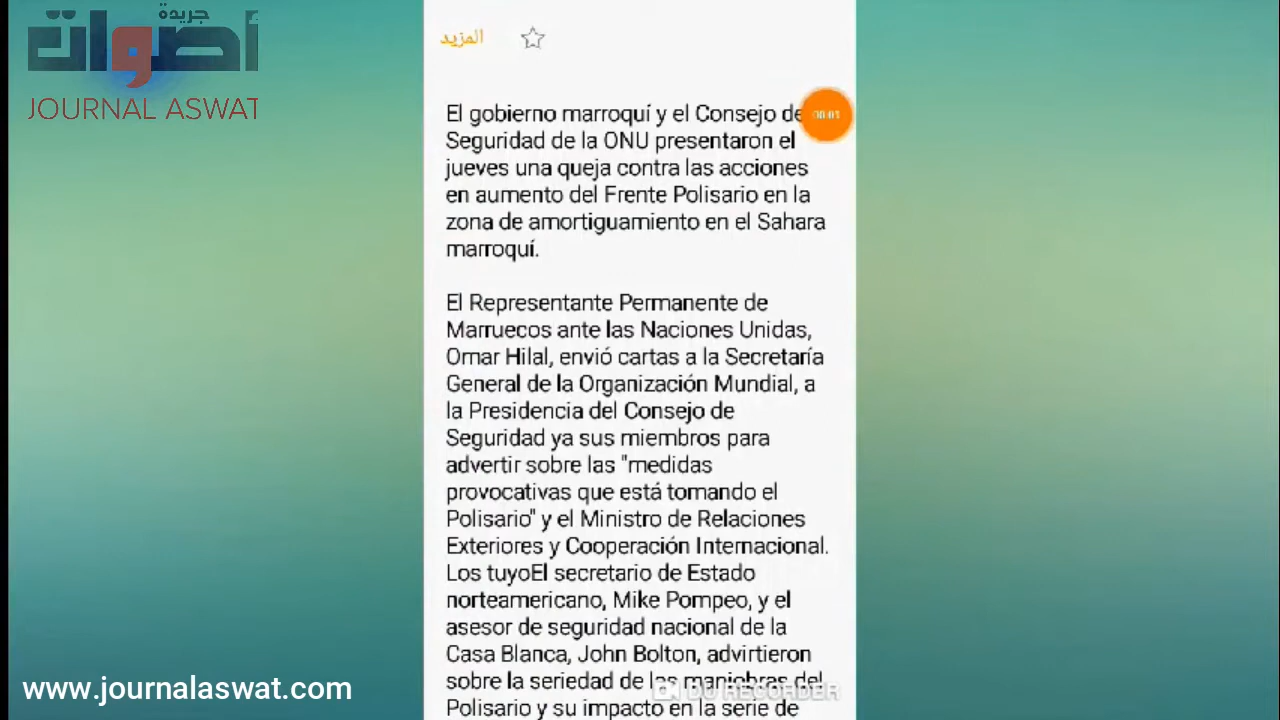 جريدة
أصوات
JOURNAL ASWAT
المزيد
00:01
El gobierno marroquí y el Consejo de
Seguridad de la ONU presentaron el
jueves una queja contra las acciones
en aumento del Frente Polisario en la
zona de amortiguamiento en el Sahara
marroquí.
El Representante Permanente de
Marruecos ante las Naciones Unidas,
Omar Hilal, envió cartas a la Secretaría
General de la Organización Mundial, a
la Presidencia del Consejo de
Seguridad ya sus miembros para
advertir sobre las "medidas
provocativas que está tomando el
Polisario" y el Ministro de Relaciones
Exteriores y Cooperación Internacional.
Los tuyoEl secretario de Estado
norteamericano, Mike Pompeo, y el
asesor de seguridad nacional de la
Casa Blanca, John Bolton, advirtieron
sobre la seriedad de las maniobras del
Polisario y su impacto en la serie de
DU RECORDER
www.journalaswat.com